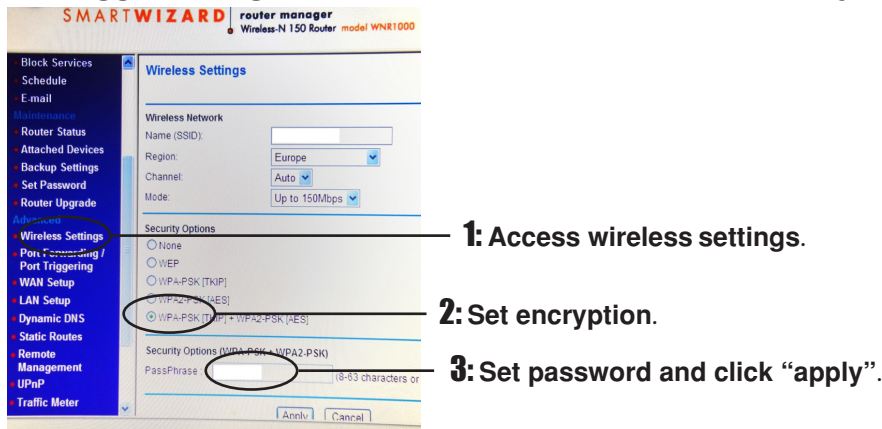 SMARTWIZARD router manager
Wireless-N 150 Router model WNR1000
Block Services
Schedule
E-mail
Maintenance
Router Status
Attached Devices
Backup Settings
Set Password
Router Upgrade
Advanced
Wireless Settings
Port Forwarding /
Port Triggering
WAN Setup
LAN Setup
Dynamic DNS
Static Routes
Remote
Management
UPnP
Traffic Meter
Wireless Settings
Wireless Network
Name (SSID):
Region: Europe
Channel: Auto
Mode: Up to 150Mbps
Security Options
None
WEP
WPA-PSK [TKIP]
WPA2-PSK [AES]
WPA-PSK [TKIP] + WPA2-PSK [AES]
Security Options (WPA-PSK + WPA2-PSK)
PassPhrase : (8-63 characters or
Apply Cancel
1: Access wireless settings.
2: Set encryption.
3: Set password and click “apply”.